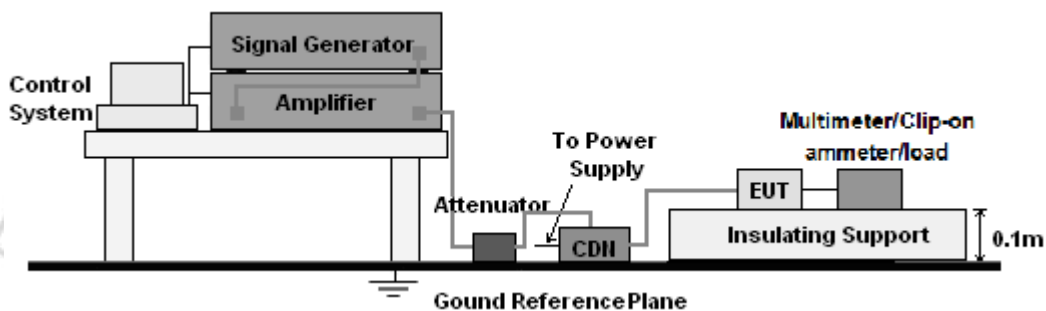 Signal Generator
Control
System
Amplifier
Multimeter/Clip-on
ammeter/load
To Power
Supply
EUT
Attenuator
Insulating Support
0.1m
CDN
Gound Reference Plane